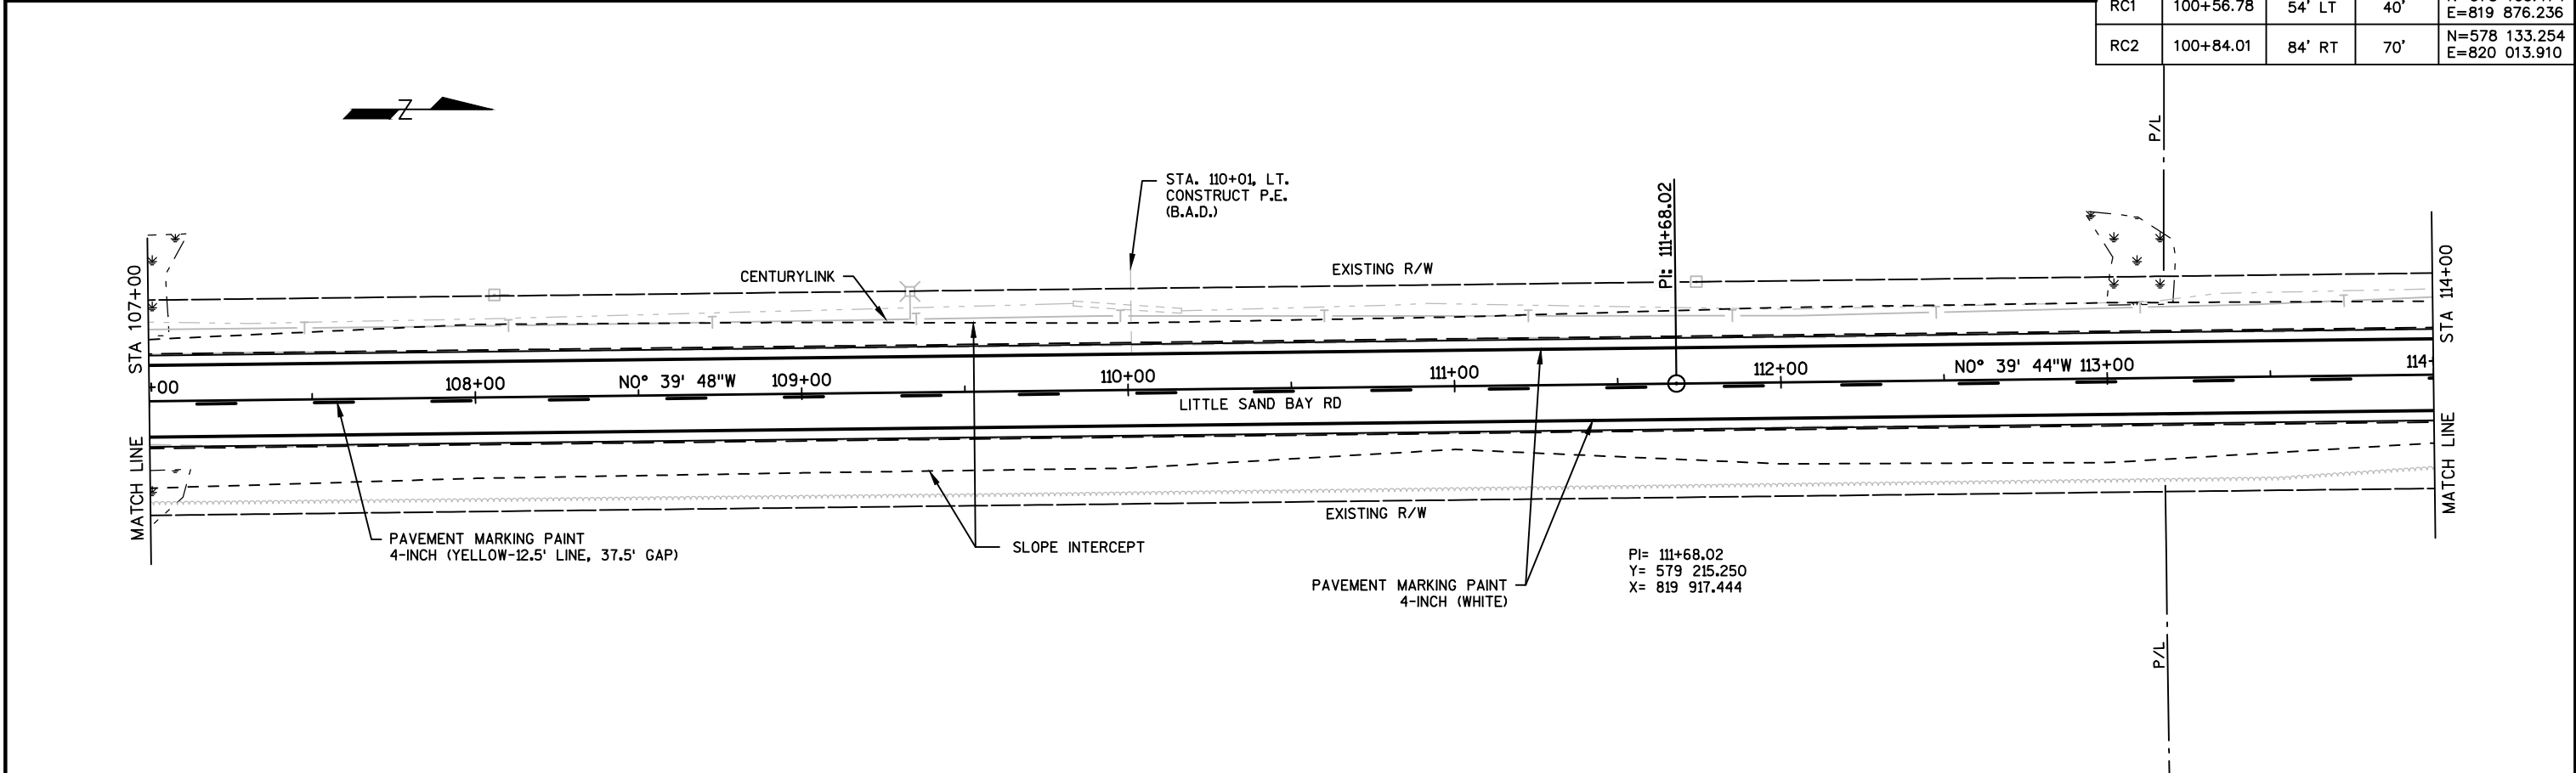 RC1 100+56.78 54' LT 40'
E=819 876.236
RC2 100+84.01 84' RT 70' N=578 133.254
E=820 013.910
Z
P/L
STA. 110+01, LT.
CONSTRUCT P.E.
(B.A.D.)
PI: 111+68.02
CENTURYLINK
EXISTING R/W
STA 107+00
STA 114+00
+00 108+00 N0° 39' 48"W 109+00 110+00 111+00 112+00 N0° 39' 44"W 113+00 114+
LITTLE SAND BAY RD
MATCH LINE
MATCH LINE
EXISTING R/W
PAVEMENT MARKING PAINT
4-INCH (YELLOW-12.5' LINE, 37.5' GAP)
SLOPE INTERCEPT
PAVEMENT MARKING PAINT
4-INCH (WHITE)
PI= 111+68.02
Y= 579 215.250
X= 819 917.444
P/L